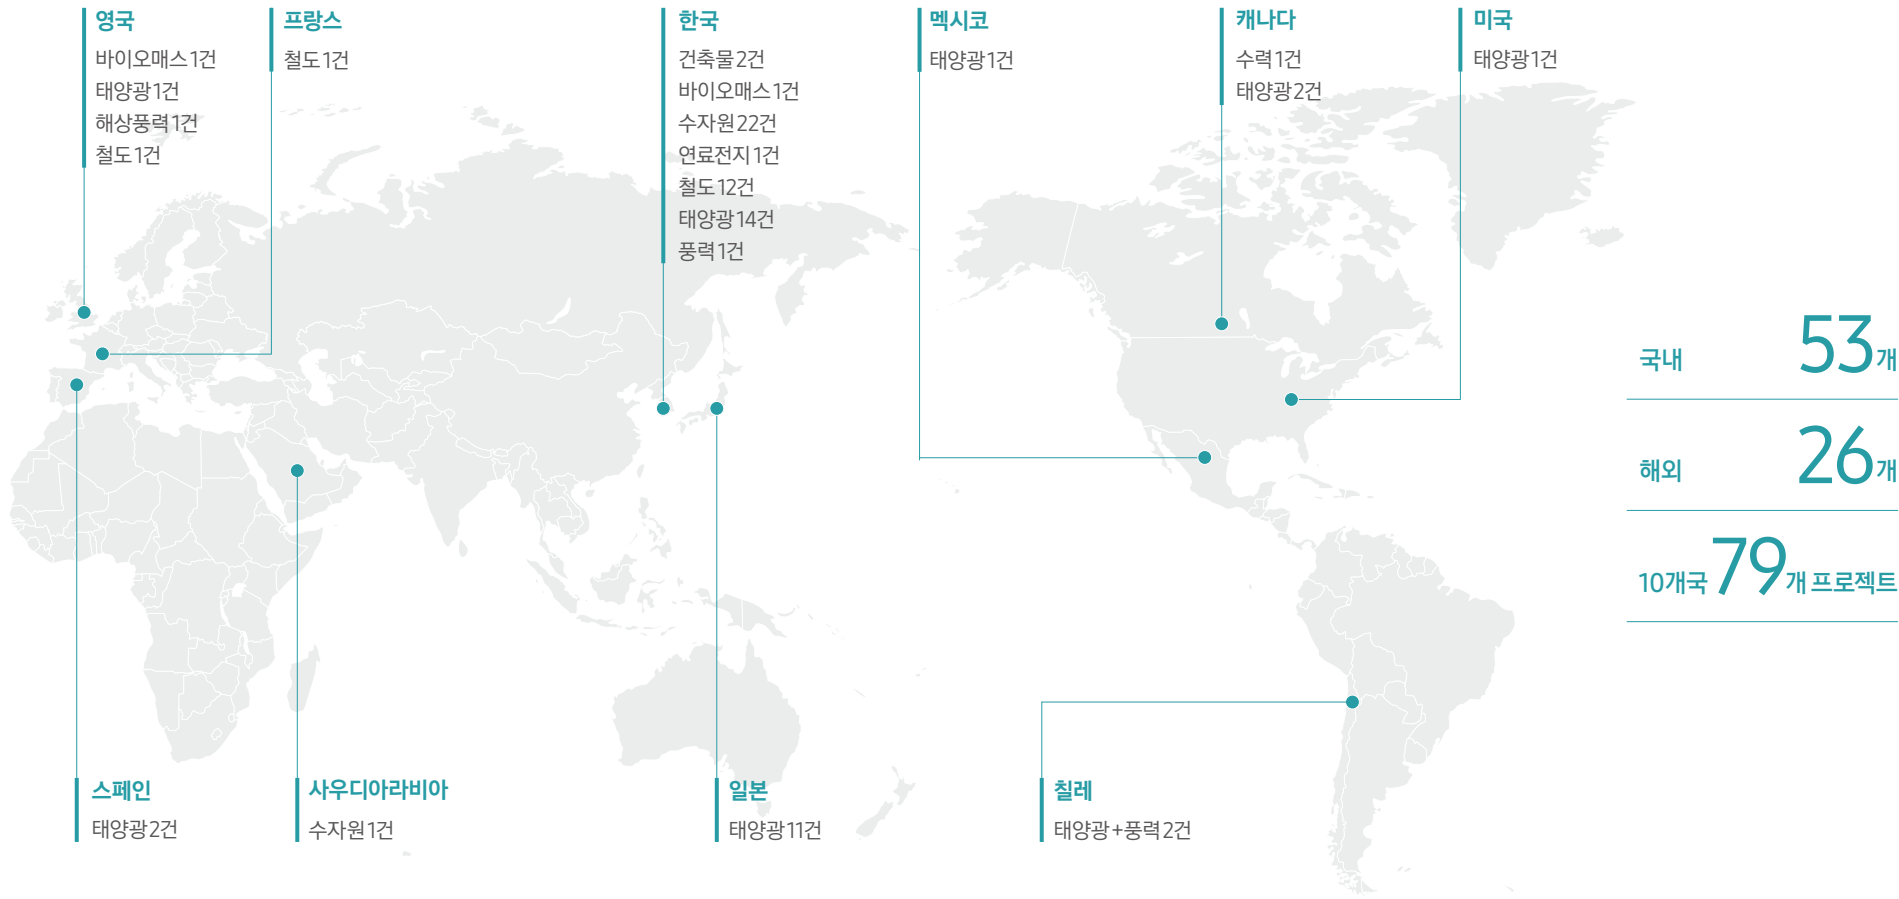 영국
바이오매스 1건
태양광 1건
해상풍력 1건
철도 1건
프랑스
철도 1건
한국
건축물 2건
바이오매스 1건
수자원 22건
연료전지 1건
철도 12건
태양광 14건
풍력 1건
멕시코
태양광 1건
캐나다
수력 1건
태양광 2건
미국
태양광 1건
국내 53개
해외 26개
10개국 79개 프로젝트
스페인
태양광 2건
사우디아라비아
수자원 1건
일본
태양광 11건
칠레
태양광+풍력 2건